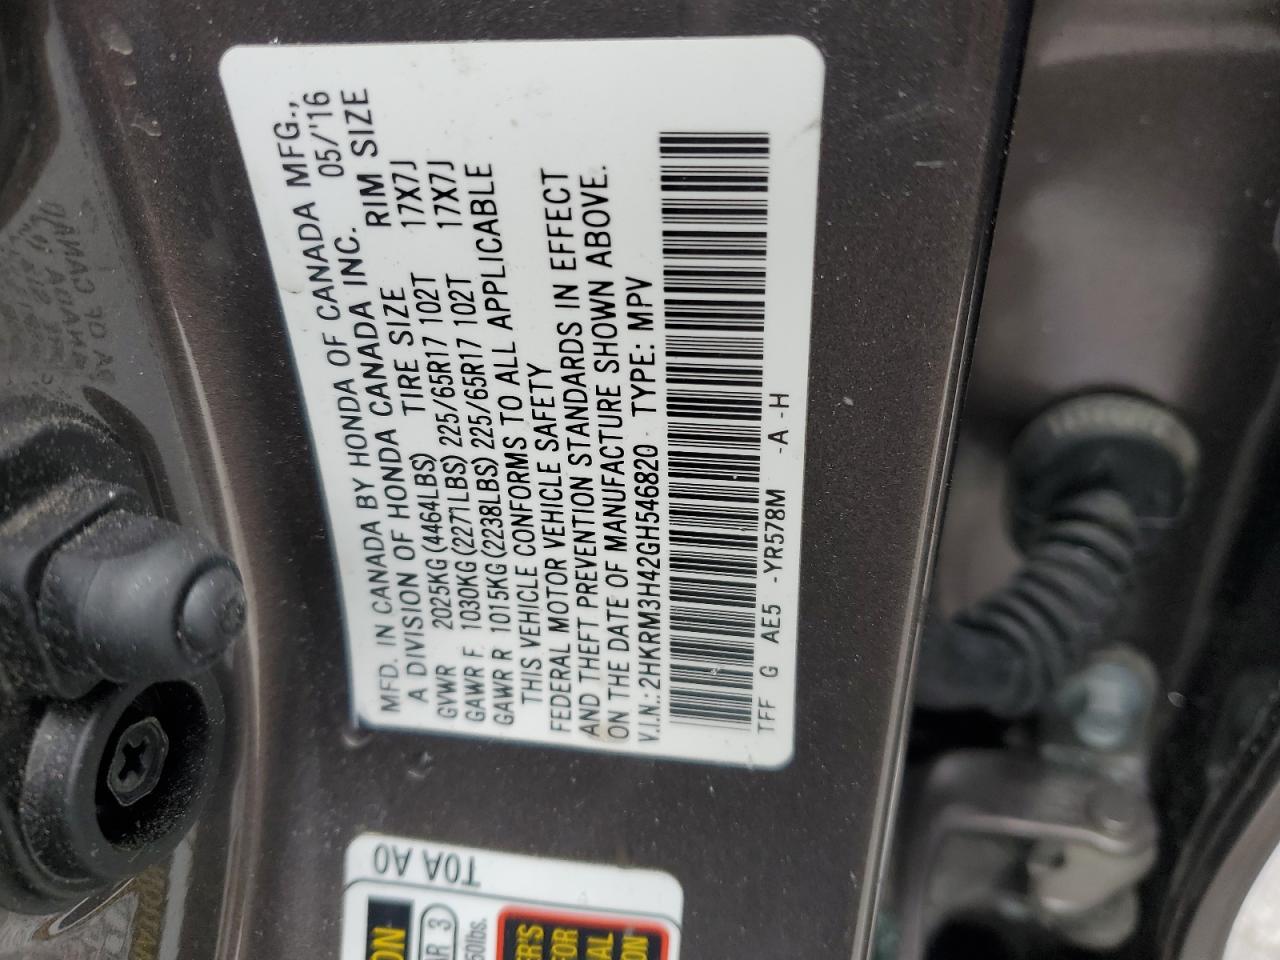 MFD. IN CANADA BY HONDA OF CANADA MFG.,
A DIVISION OF HONDA CANADA INC. 05/'16
TIRE SIZE RIM SIZE
GVWR 2025KG (4464LBS)
GAWR F 1030KG (2271LBS) 225/65R17 102T 17X7J
GAWR R 1015KG (2238LBS) 225/65R17 102T 17X7J
THIS VEHICLE CONFORMS TO ALL APPLICABLE
FEDERAL MOTOR VEHICLE SAFETY
AND THEFT PREVENTION STANDARDS IN EFFECT
ON THE DATE OF MANUFACTURE SHOWN ABOVE.
V.I.N.: 2HKRM3H42GH546820 TYPE: MPV
TFF G AE5 -YR578M -A -H
T0A A0